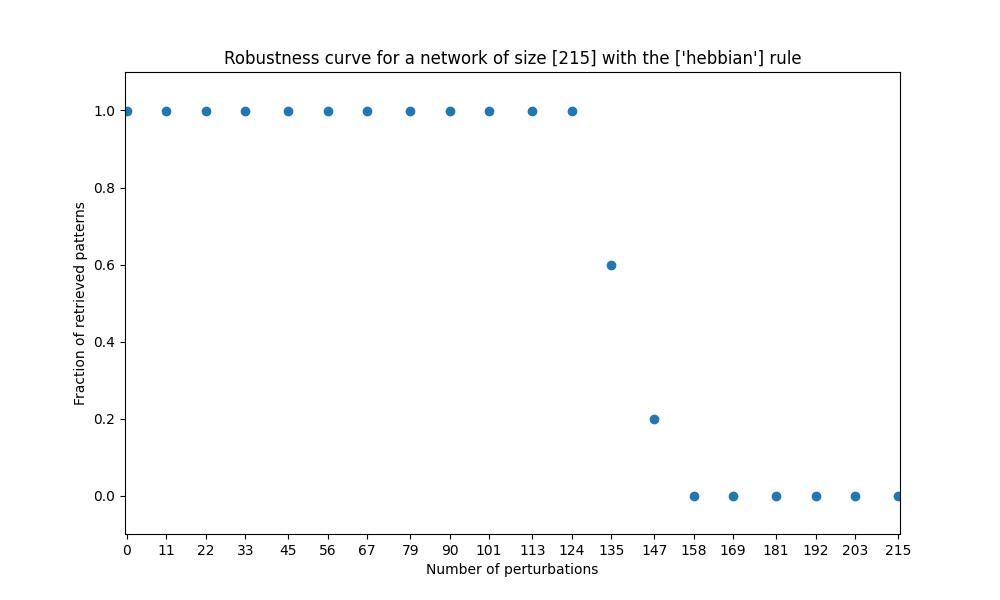 Robustness curve for a network of size [215] with the ['hebbian'] rule
Fraction of retrieved patterns
1.0
0.8
0.6
0.4
0.2
0.0
0 11 22 33 45 56 67 79 90 101 113 124 135 147 158 169 181 192 203 215
Number of perturbations